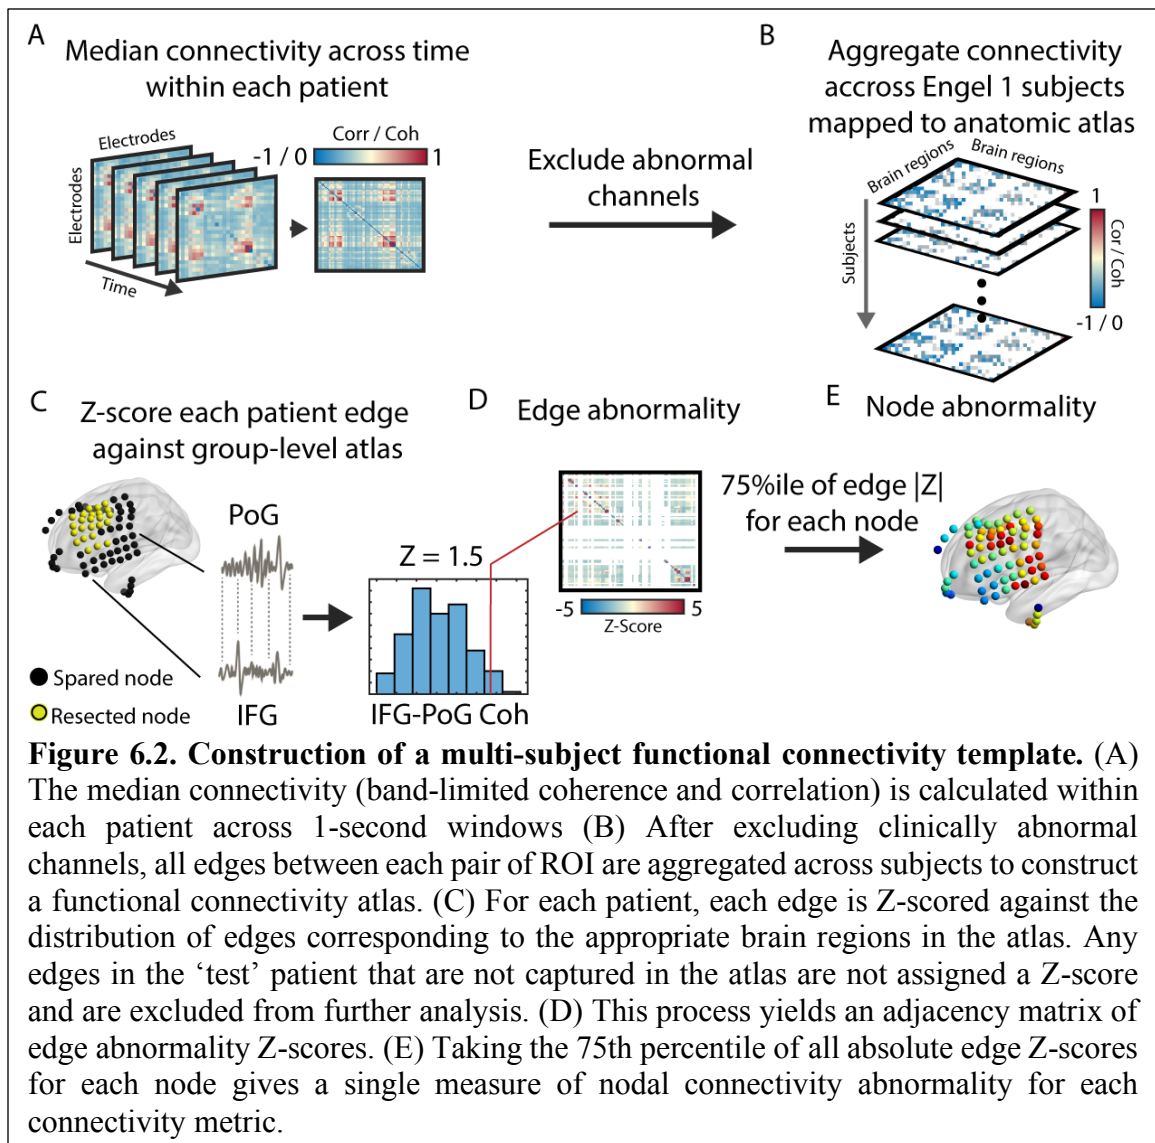 A
Median connectivity across time
within each patient
Electrodes
Electrodes
Time
Corr / Coh
-1 / 0
1
Exclude abnormal
channels
B
Aggregate connectivity
accross Engel 1 subjects
mapped to anatomic atlas
Brain regions
Brain regions
Subjects
1
Cor / Coh
-1 / 0
C
Z-score each patient edge
against group-level atlas
PoG
IFG
Spared node
Resected node
Z = 1.5
IFG-PoG Coh
D
Edge abnormality
-5
5
Z-Score
75%ile of edge |Z|
for each node
E
Node abnormality
Figure 6.2. Construction of a multi-subject functional connectivity template. (A)
The median connectivity (band-limited coherence and correlation) is calculated within
each patient across 1-second windows (B) After excluding clinically abnormal
channels, all edges between each pair of ROI are aggregated across subjects to construct
a functional connectivity atlas. (C) For each patient, each edge is Z-scored against the
distribution of edges corresponding to the appropriate brain regions in the atlas. Any
edges in the ‘test’ patient that are not captured in the atlas are not assigned a Z-score
and are excluded from further analysis. (D) This process yields an adjacency matrix of
edge abnormality Z-scores. (E) Taking the 75th percentile of all absolute edge Z-scores
for each node gives a single measure of nodal connectivity abnormality for each
connectivity metric.